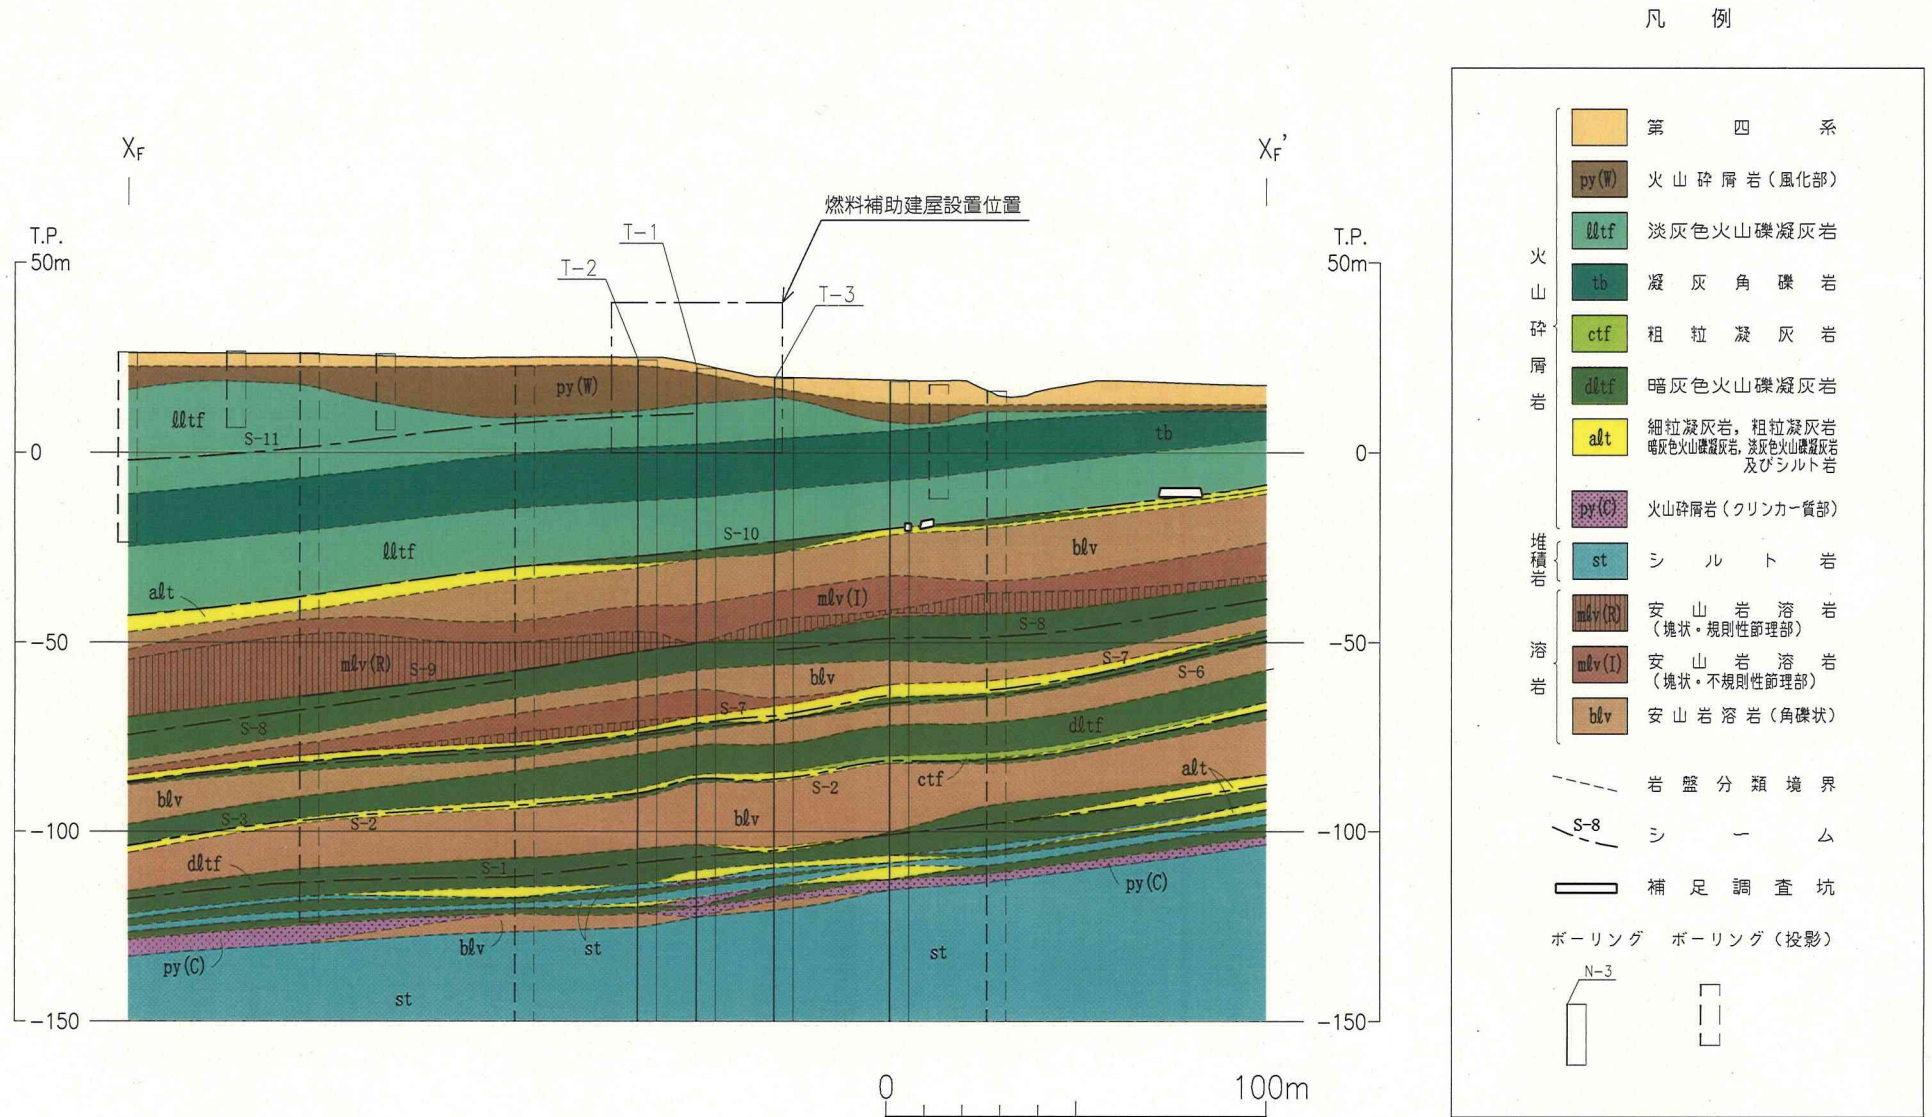 凡 例
X_F
X_F'
燃料補助建屋設置位置
T.P.
50m
0
-50
-100
-150
T.P.
50m
0
-50
-100
-150
T-1
T-2
T-3
py(W)
lltf
S-11
tb
lltf
S-10
blv
alt
mlv(I)
S-8
mlv(R)
S-9
S-7
blv
S-6
S-7
S-8
dltf
ctf
S-2
blv
alt
blv
S-3
S-2
dltf
S-1
py(C)
blv
st
py(C)
st
st
0
100m
火山砕屑岩
第四系
py(W) 火山砕屑岩(風化部)
lltf 淡灰色火山礫凝灰岩
tb 凝灰角礫岩
ctf 粗粒凝灰岩
dltf 暗灰色火山礫凝灰岩
alt 細粒凝灰岩, 粗粒凝灰岩
暗灰色火山礫凝灰岩, 淡灰色火山礫凝灰岩
及びシルト岩
py(C) 火山砕屑岩(クリンカー質部)
堆積岩
st シルト岩
溶岩
mlv(R) 安山岩溶岩
(塊状・規則性節理部)
mlv(I) 安山岩溶岩
(塊状・不規則性節理部)
blv 安山岩溶岩(角礫状)
岩盤分類境界
S-8 シーム
補足調査坑
ボーリング ボーリング(投影)
N-3